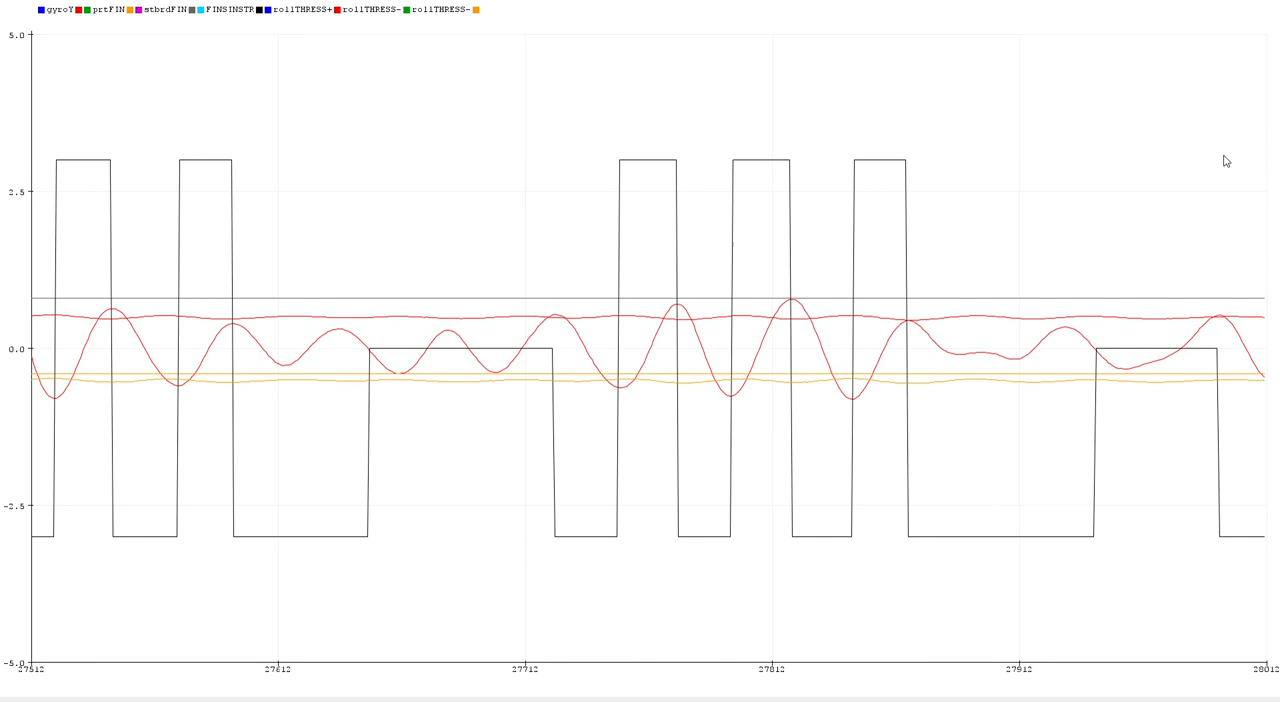 gyroY prtFIN stbrdFIN FINSINSTR rollTHRESS+ rollTHRESS- rollTHRESS-
5.0
2.5
0.0
-2.5
-5.0
27512 27612 27712 27812 27912 28012